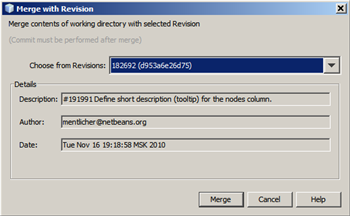 Merge with Revision
Merge contents of working directory with selected Revision
(Commit must be performed after merge)
Choose from Revisions: 182692 (d953a6e26d75)
Details
Description: #191991 Define short description (tooltip) for the nodes column.
Author: mentlicher@netbeans.org
Date: Tue Nov 16 19:18:58 MSK 2010
Merge Cancel Help